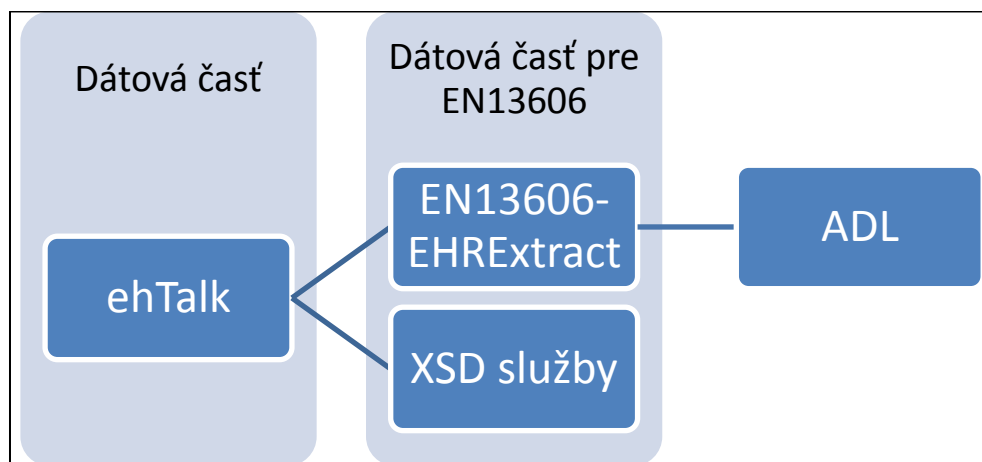 Dátová časť
ehTalk
Dátová časť pre
EN13606
EN13606-
EHRExtract
XSD služby
ADL